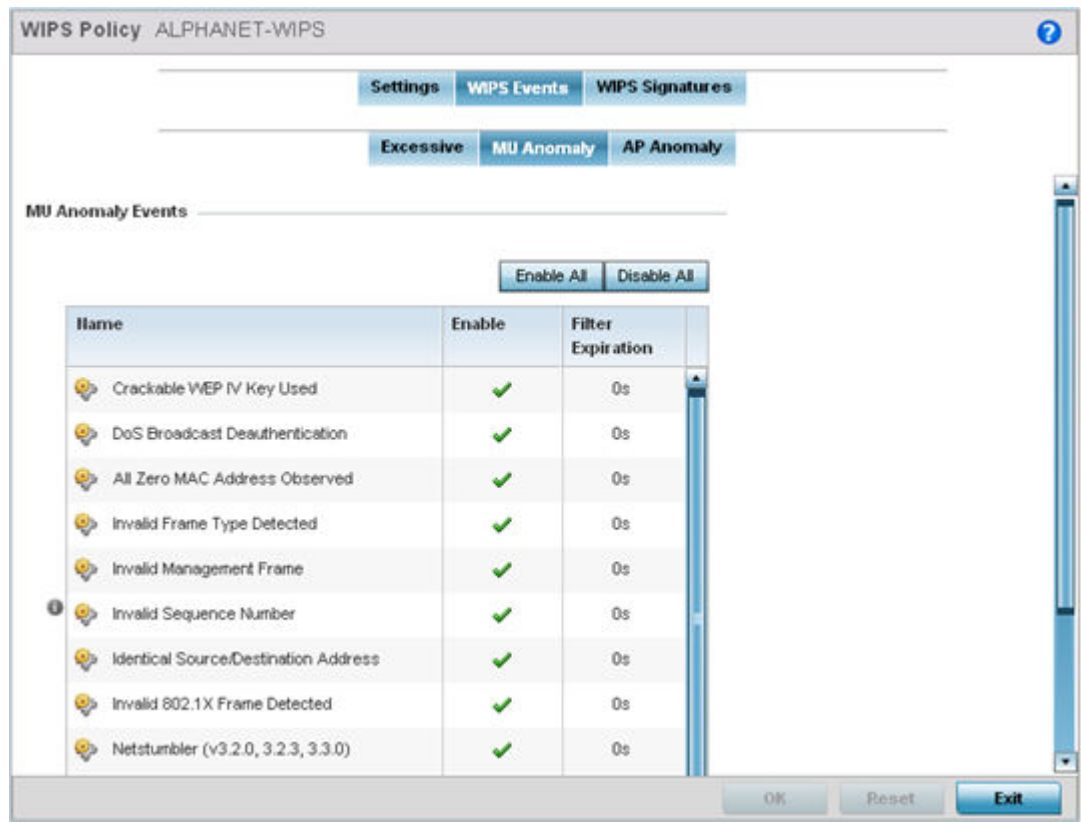 WIPS Policy ALPHANET-WIPS
Settings WIPS Events WIPS Signatures
Excessive MU Anomaly AP Anomaly
MU Anomaly Events
Enable All Disable All
Name Enable Filter
Expiration
Crackable WEP IV Key Used 0s
DoS Broadcast Deauthentication 0s
All Zero MAC Address Observed 0s
Invalid Frame Type Detected 0s
Invalid Management Frame 0s
Invalid Sequence Number 0s
Identical Source/Destination Address 0s
Invalid 802.1X Frame Detected 0s
Netstumbler (v3.2.0, 3.2.3, 3.3.0) 0s
OK Reset Exit